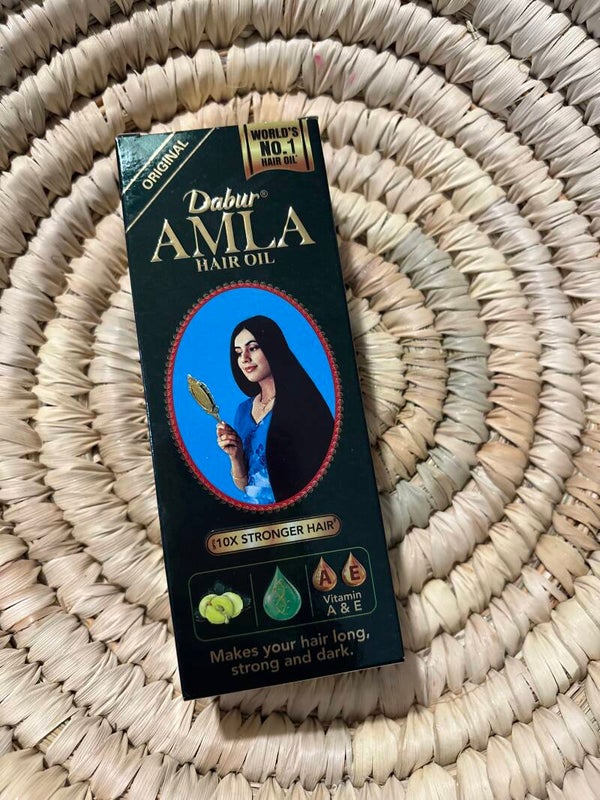 ORIGINAL
WORLD'S
NO.1
HAIR OIL*
Dabur®
AMLA
HAIR OIL
10X STRONGER HAIR
A E
Vitamin
A & E
Makes your hair long,
strong and dark.